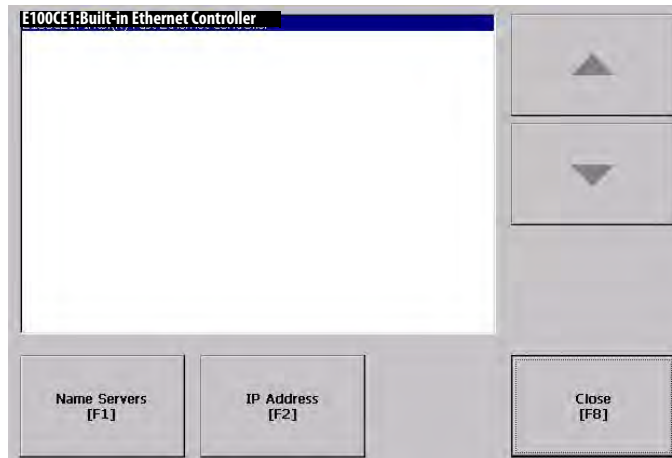 E100CE1:Built-in Ethernet Controller
Name Servers
[F1]
IP Address
[F2]
Close
[F8]